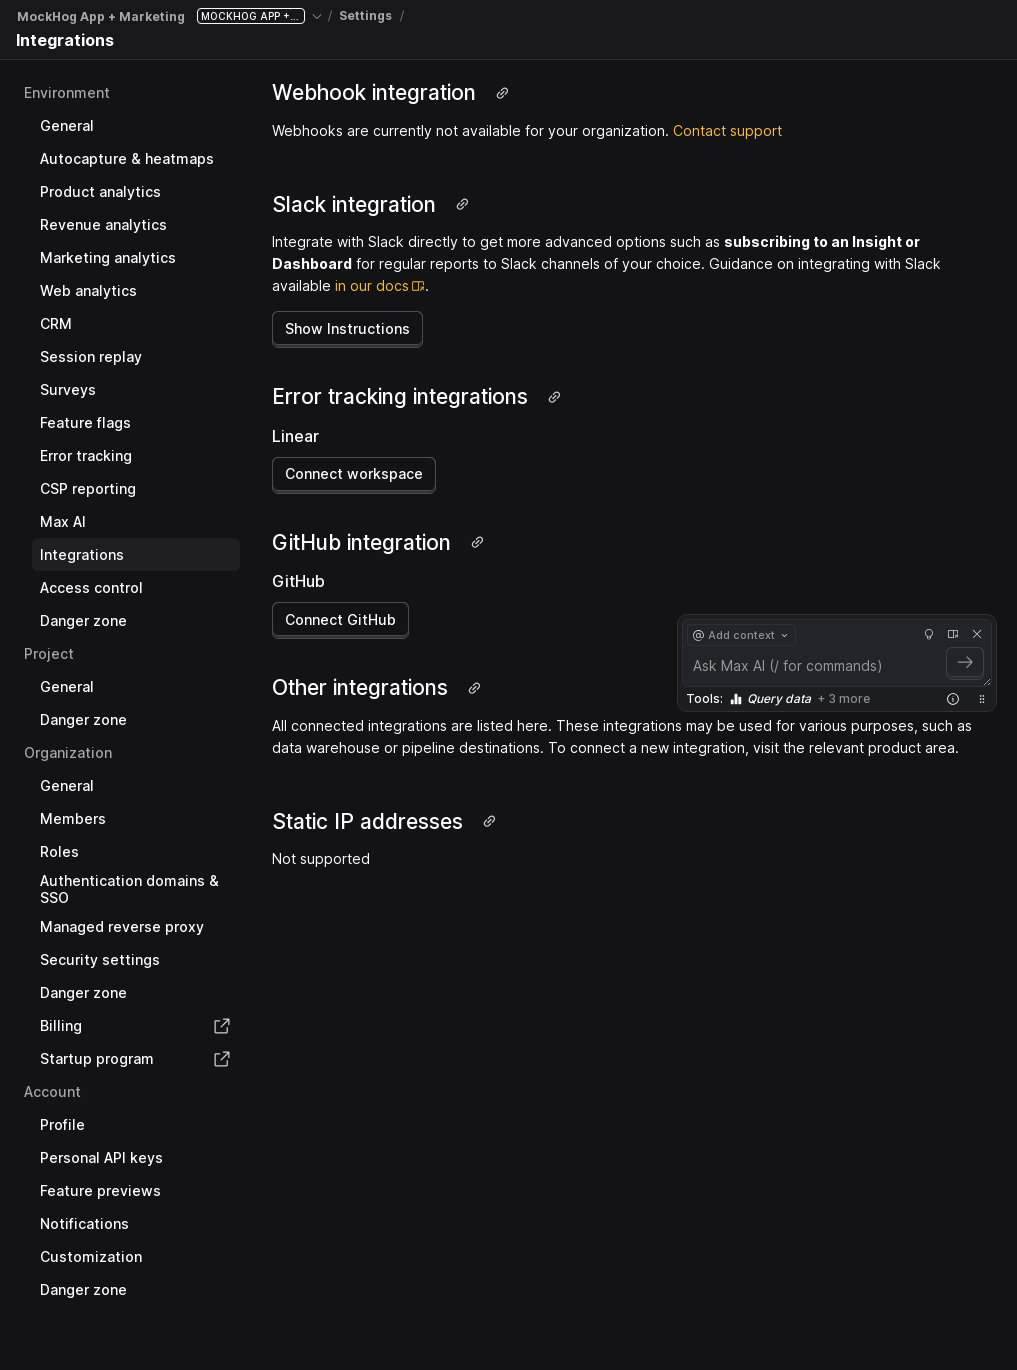 MockHog App + Marketing MOCKHOG APP +... / Settings /
Integrations
Environment
General
Autocapture & heatmaps
Product analytics
Revenue analytics
Marketing analytics
Web analytics
CRM
Session replay
Surveys
Feature flags
Error tracking
CSP reporting
Max AI
Integrations
Access control
Danger zone
Project
General
Danger zone
Organization
General
Members
Roles
Authentication domains &
SSO
Managed reverse proxy
Security settings
Danger zone
Billing
Startup program
Account
Profile
Personal API keys
Feature previews
Notifications
Customization
Danger zone
Webhook integration
Webhooks are currently not available for your organization. Contact support
Slack integration
Integrate with Slack directly to get more advanced options such as subscribing to an Insight or
Dashboard for regular reports to Slack channels of your choice. Guidance on integrating with Slack
available in our docs.
Show Instructions
Error tracking integrations
Linear
Connect workspace
GitHub integration
GitHub
Connect GitHub
Other integrations
All connected integrations are listed here. These integrations may be used for various purposes, such as
data warehouse or pipeline destinations. To connect a new integration, visit the relevant product area.
Static IP addresses
Not supported
@ Add context
Ask Max AI (/ for commands)
Tools: Query data + 3 more